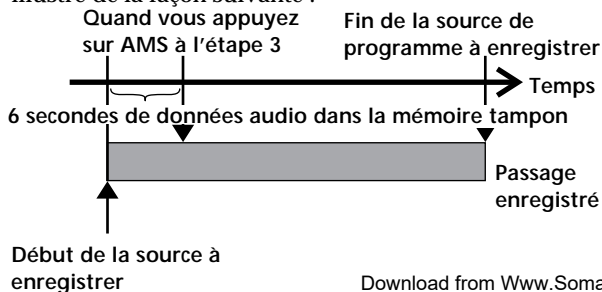 illustré de la façon suivante :
Quand vous appuyez
sur AMS à l'étape 3
Fin de la source de
programme à enregistrer
Temps
6 secondes de données audio dans la mémoire tampon
Passage
enregistré
Début de la source à
enregistrer
Download from Www.Soma